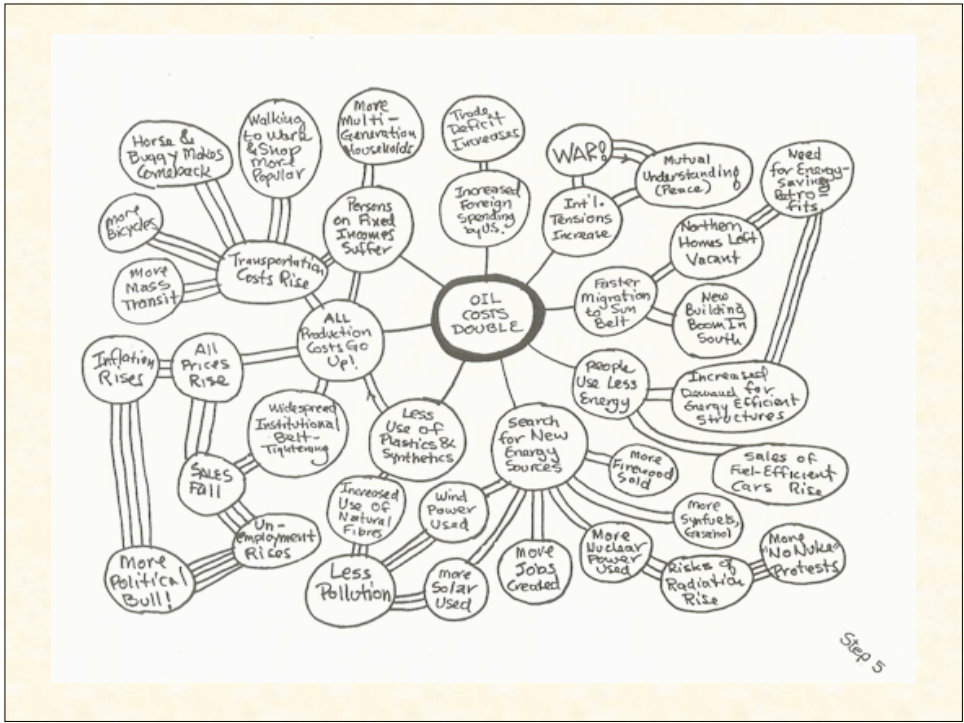 Horse &
Buggy Makes
Comeback
Walking
to Work
& Shop
More
Popular
More
Multi-
Generation
Households
Trade
Deficit
Increases
WAR!
Mutual
Understanding
(Peace)
Need
for Energy-
Saving
Retro-
fits
More
Bicycles
Persons
on Fixed
Incomes
Suffer
Increased
Foreign
Spending
by U.S.
Int'l.
Tensions
Increase
Northern
Homes Left
Vacant
More
Mass
Transit
Transportation
Costs Rise
OIL
COSTS
DOUBLE
Faster
Migration
to Sun
Belt
New
Building
Boom In
South
Inflation
Rises
All
Prices
Rise
ALL
Production
Costs Go
Up!
People
Use Less
Energy
Increased
Demand for
Energy Efficient
Structures
Widespread
Institutional
Belt-
Tightening
Less
Use of
Plastics &
Synthetics
Search
for New
Energy
Sources
More
Firewood
Sold
Sales of
Fuel-Efficient
Cars Rise
SALES
Fall
Increased
Use of
Natural
Fibres
Wind
Power
Used
More
Synfuels,
Gasahol
Un-
employment
Rises
More
Political
Bull!
Less
Pollution
More
Solar
Used
More
Jobs
Created
More
Nuclear
Power
Used
Risks of
Radiation
Rise
More
"No Nuke"
Protests
Step 5